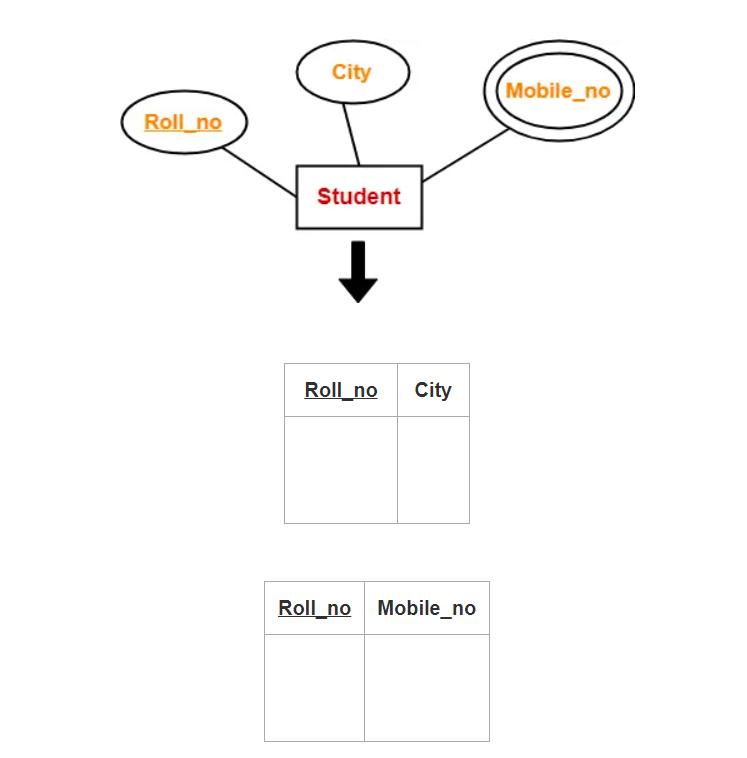 City
Mobile_no
Roll_no
Student
Roll_no City
Roll_no Mobile_no